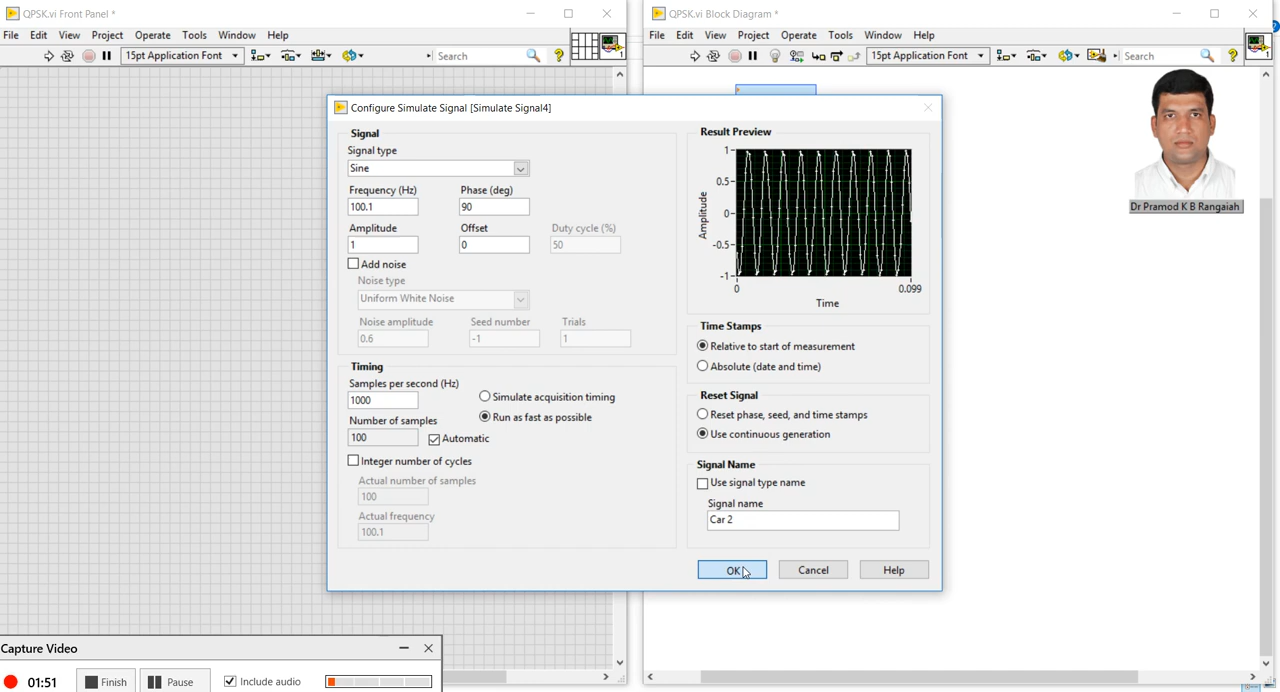 QPSK.vi Front Panel *
File Edit View Project Operate Tools Window Help
15pt Application Font
Search
QPSK.vi Block Diagram *
File Edit View Project Operate Tools Window Help
15pt Application Font
Search
Dr Pramod K B Rangaiah
Configure Simulate Signal [Simulate Signal4]
Signal
Signal type
Sine
Frequency (Hz) Phase (deg)
100.1 90
Amplitude Offset Duty cycle (%)
1 0 50
Add noise
Noise type
Uniform White Noise
Noise amplitude Seed number Trials
0.6 -1 1
Timing
Samples per second (Hz)
1000
Simulate acquisition timing
Run as fast as possible
Number of samples
100
Automatic
Integer number of cycles
Actual number of samples
100
Actual frequency
100.1
Result Preview
Amplitude
1
0.5
0
-0.5
-1
0 0.099
Time
Time Stamps
Relative to start of measurement
Absolute (date and time)
Reset Signal
Reset phase, seed, and time stamps
Use continuous generation
Signal Name
Use signal type name
Signal name
Car 2
OK Cancel Help
Capture Video
01:51 Finish Pause Include audio